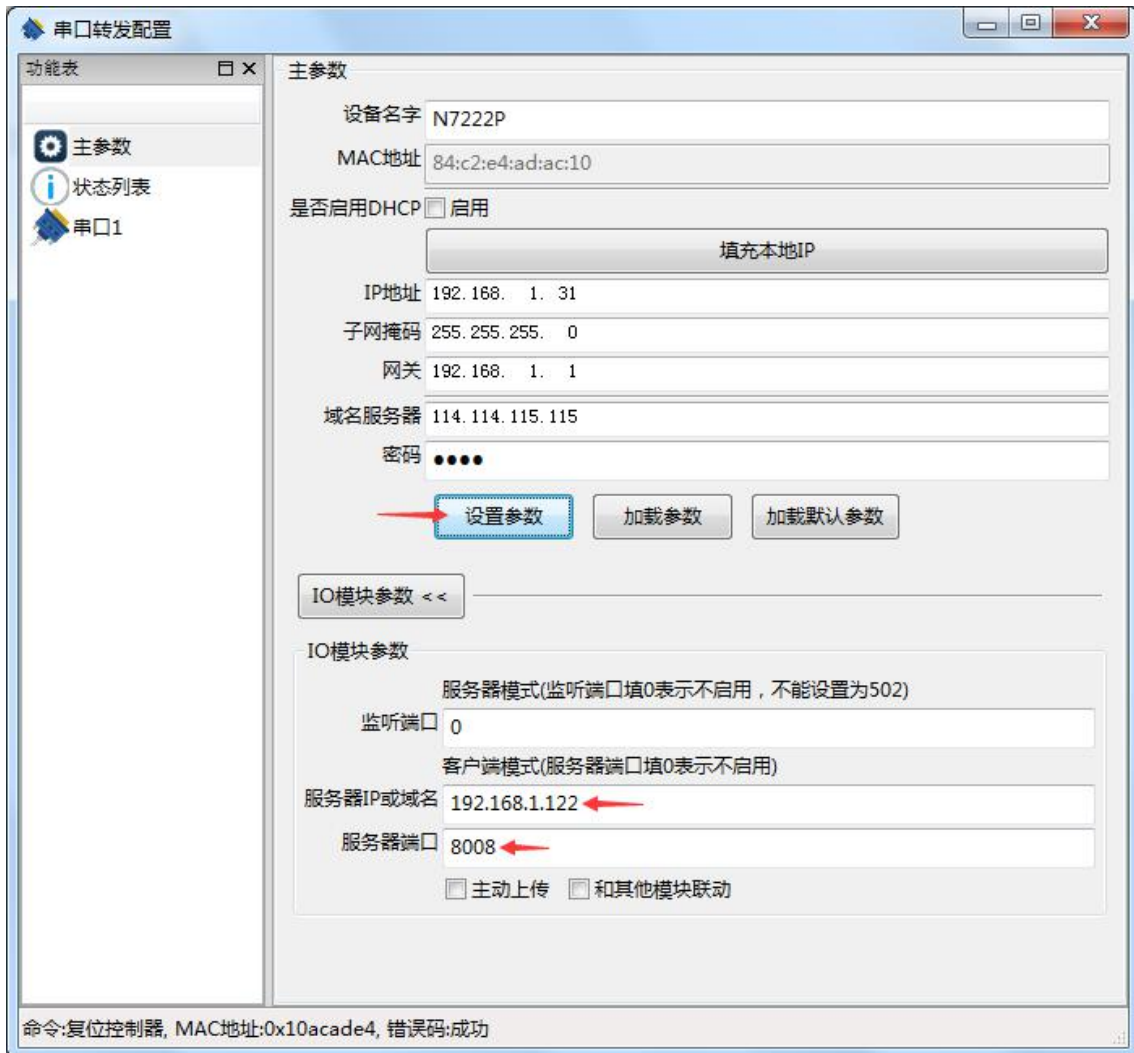 串口转发配置
功能表
主参数
状态列表
串口1
主参数
设备名字 N7222P
MAC地址 84:c2:e4:ad:ac:10
是否启用DHCP 启用
填充本地IP
IP地址 192.168. 1. 31
子网掩码 255.255.255. 0
网关 192.168. 1. 1
域名服务器 114.114.115.115
密码 ●●●●
设置参数 加载参数 加载默认参数
IO模块参数 <<
IO模块参数
服务器模式(监听端口填0表示不启用，不能设置为502)
监听端口 0
客户端模式(服务器端口填0表示不启用)
服务器IP或域名 192.168.1.122
服务器端口 8008
主动上传 和其他模块联动
命令:复位控制器, MAC地址:0x10acade4, 错误码:成功